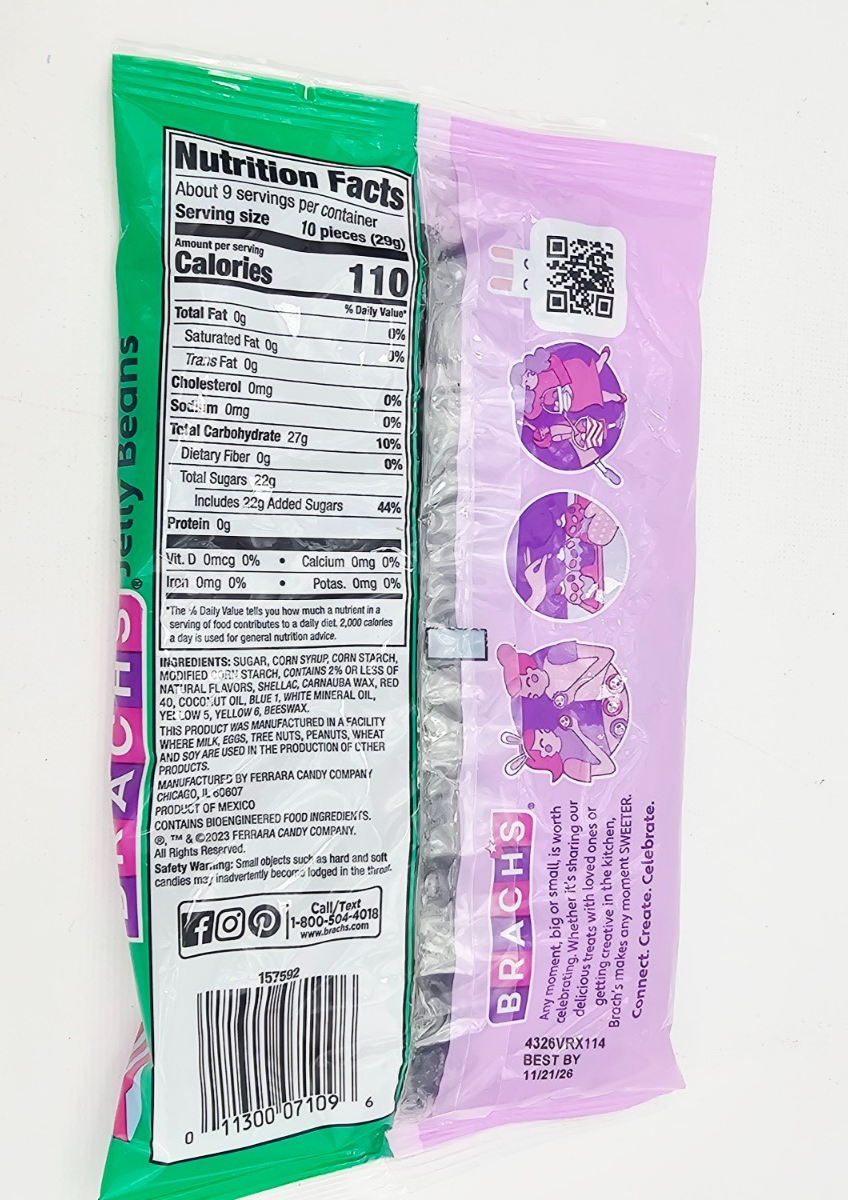 Nutrition Facts
About 9 servings per container
Serving size 10 pieces (29g)
Amount per serving
Calories 110
% Daily Value*
Total Fat 0g 0%
Saturated Fat 0g 0%
Trans Fat 0g
Cholesterol 0mg 0%
Sodium 0mg 0%
Total Carbohydrate 27g 10%
Dietary Fiber 0g 0%
Total Sugars 22g
Includes 22g Added Sugars 44%
Protein 0g
Vit. D 0mcg 0% • Calcium 0mg 0%
Iron 0mg 0% • Potas. 0mg 0%
*The % Daily Value tells you how much a nutrient in a
serving of food contributes to a daily diet. 2,000 calories
a day is used for general nutrition advice.
INGREDIENTS: SUGAR, CORN SYRUP, CORN STARCH,
MODIFIED CORN STARCH, CONTAINS 2% OR LESS OF
NATURAL FLAVORS, SHELLAC, CARNAUBA WAX, RED
40, COCONUT OIL, BLUE 1, WHITE MINERAL OIL,
YELLOW 5, YELLOW 6, BEESWAX.
THIS PRODUCT WAS MANUFACTURED IN A FACILITY
WHERE MILK, EGGS, TREE NUTS, PEANUTS, WHEAT
AND SOY ARE USED IN THE PRODUCTION OF OTHER
PRODUCTS.
MANUFACTURED BY FERRARA CANDY COMPANY
CHICAGO, IL 60607
PRODUCT OF MEXICO
CONTAINS BIOENGINEERED FOOD INGREDIENTS.
®, ™ & ©2023 FERRARA CANDY COMPANY.
All Rights Reserved.
Safety Warning: Small objects such as hard and soft
candies may inadvertently become lodged in the throat.
Call/Text
1-800-504-4018
www.brachs.com
157592
0 11300 07109 6
BRACH'S® Jelly Beans
BRACH'S®
Any moment, big or small, is worth
celebrating. Whether it's sharing our
delicious treats with loved ones or
getting creative in the kitchen,
Brach's makes any moment SWEETER.
Connect. Create. Celebrate.
4326VRX114
BEST BY
11/21/26